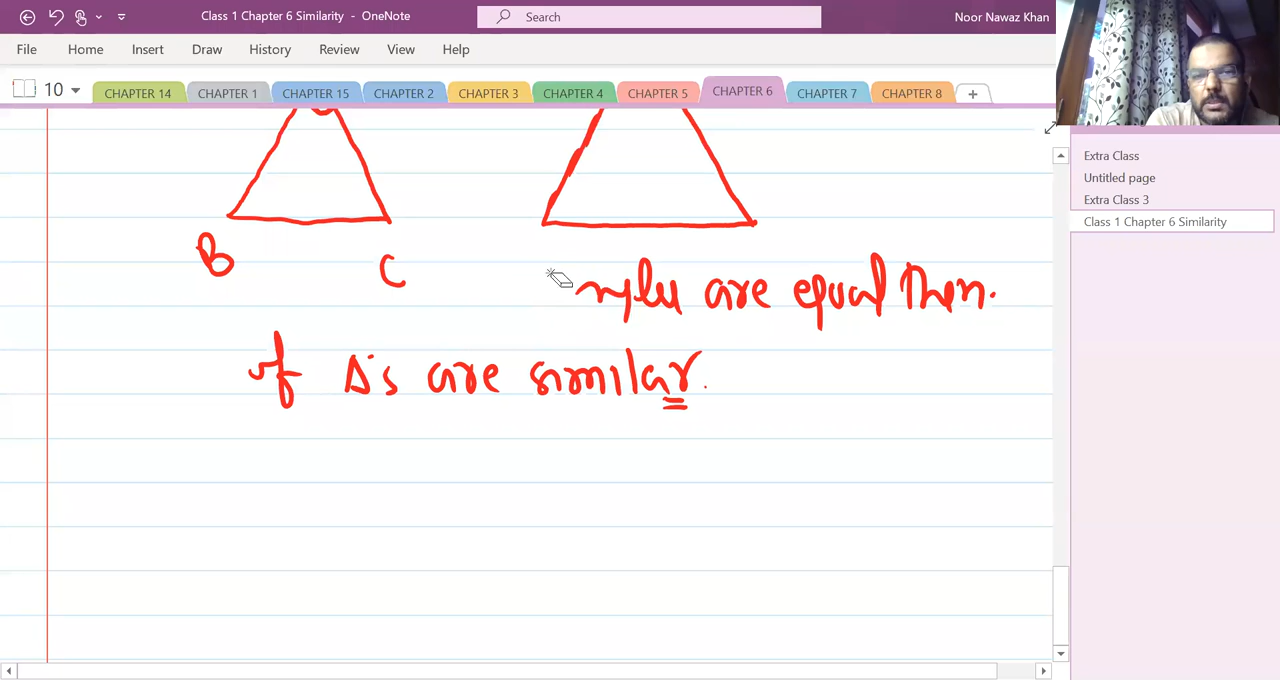 Class 1 Chapter 6 Similarity - OneNote
Search
Noor Nawaz Khan
File Home Insert Draw History Review View Help
10 CHAPTER 14 CHAPTER 1 CHAPTER 15 CHAPTER 2 CHAPTER 3 CHAPTER 4 CHAPTER 5 CHAPTER 6 CHAPTER 7 CHAPTER 8 +
Extra Class
Untitled page
Extra Class 3
Class 1 Chapter 6 Similarity
B C
are equal then.
if Δs are similar.